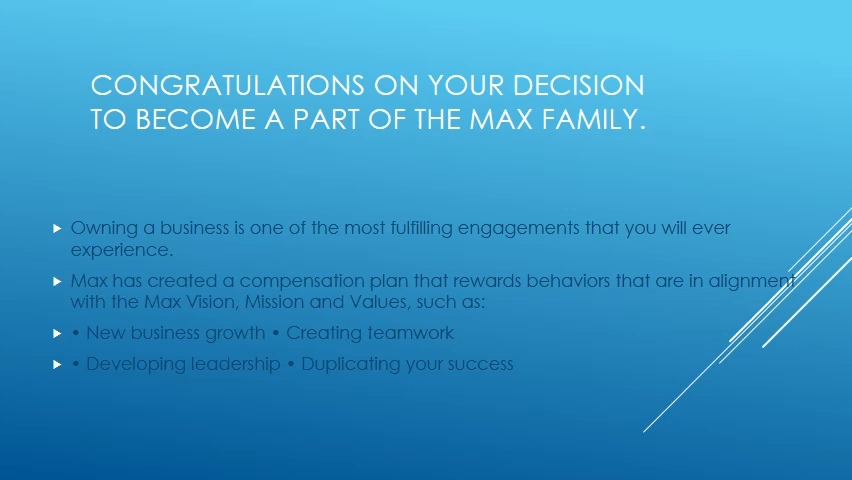 CONGRATULATIONS ON YOUR DECISION
TO BECOME A PART OF THE MAX FAMILY.
Owning a business is one of the most fulfilling engagements that you will ever
experience.
Max has created a compensation plan that rewards behaviors that are in alignment
with the Max Vision, Mission and Values, such as:
• New business growth • Creating teamwork
• Developing leadership • Duplicating your success